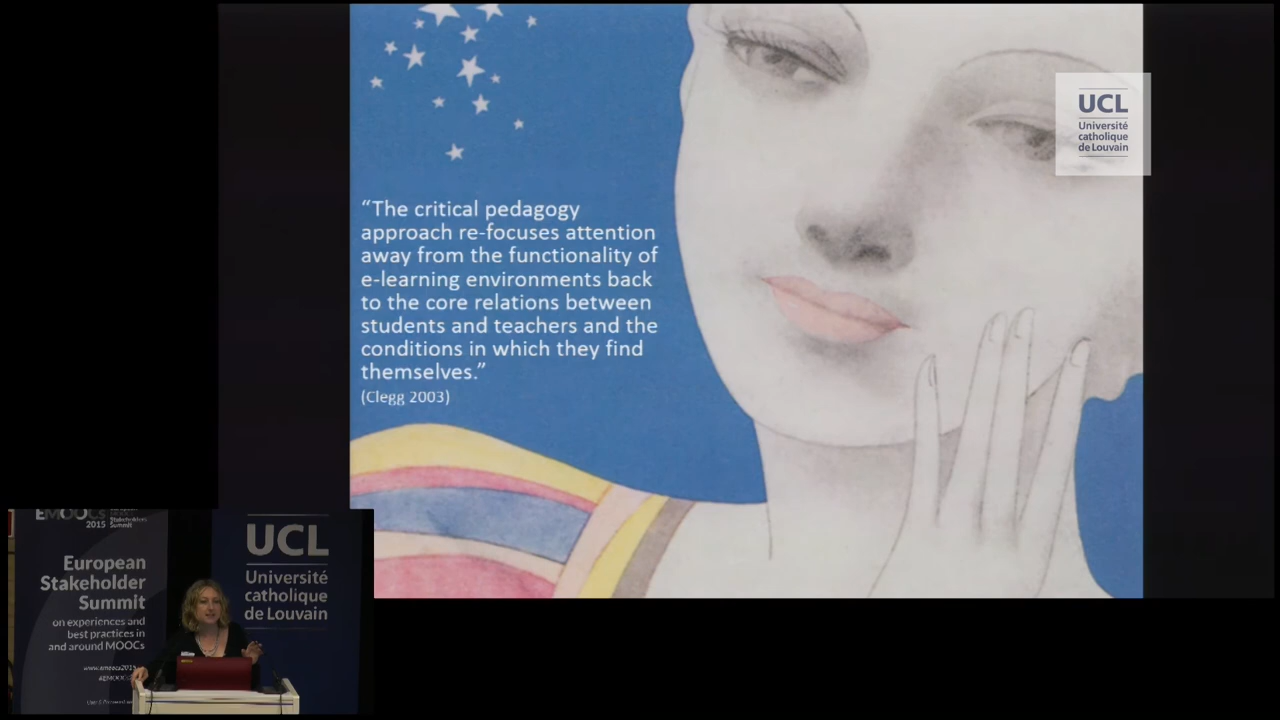 UCL
Université
catholique
de Louvain
“The critical pedagogy
approach re-focuses attention
away from the functionality of
e-learning environments back
to the core relations between
students and teachers and the
conditions in which they find
themselves.”
(Clegg 2003)
EMOOCs
2015
European
Stakeholder
Summit
on experiences and
best practices in
and around MOOCs
UCL
Université
catholique
de Louvain